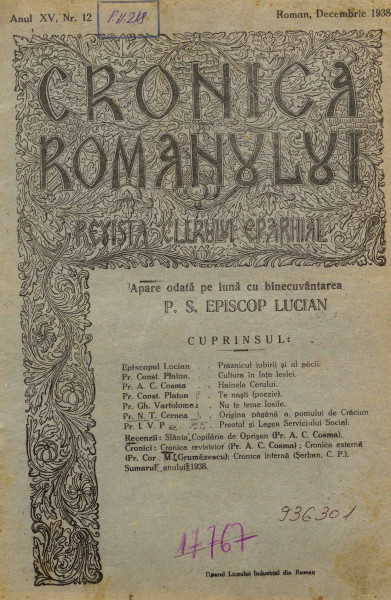 Anul XV, Nr. 12
Roman, Decembrie 1938
CRONICA
ROMANULUI
REVISTA CLERULUI EPARHIAL
Apare odată pe lună cu binecuvântarea
P. S. EPISCOP LUCIAN
CUPRINSUL:
Episcopul Lucian . . Praznicul iubirii și al păcii.
Pr. Const. Platon. . . Cultura în fața Ieslei.
Pr. A. C. Cosma . . Hainele Cerului.
Pr. Const. Platon . . Te naști (poezie).
Pr. Gh. Vartolomei . . Nu te teme Iosife.
Pr. N. T. Cernea . . Origina păgână a pomului de Crăciun
Pr. I. V. P . . Preotul și Legea Serviciului Social.
Recenzii: Sfânta Copilărie de Oprișan (Pr. A. C. Cosma).
Cronici: Cronica revistelor (Pr. A. C. Cosma); Cronica externă
(Pr. Cor. M. Grumăzescu); Cronica internă (Șerban, C. P.).
Sumarul anului 1938.
936301
17767
Tiparul Liceului Industrial din Roman